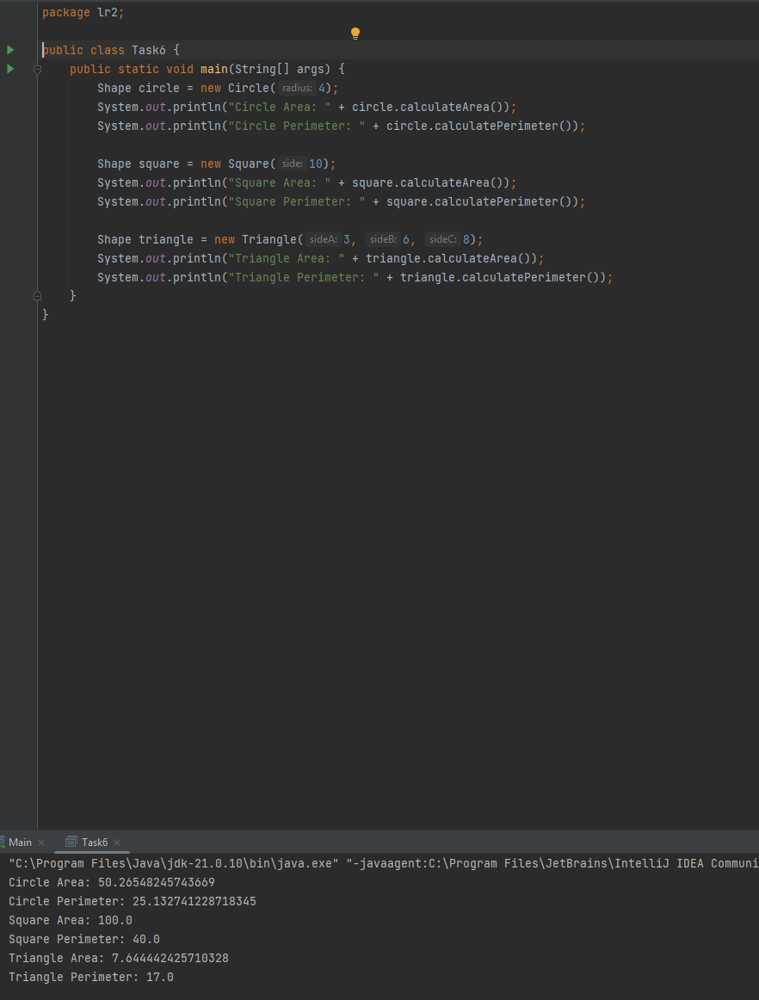 package lr2;
public class Task6 {
    public static void main(String[] args) {
        Shape circle = new Circle( radius: 4);
        System.out.println("Circle Area: " + circle.calculateArea());
        System.out.println("Circle Perimeter: " + circle.calculatePerimeter());
        Shape square = new Square( side: 10);
        System.out.println("Square Area: " + square.calculateArea());
        System.out.println("Square Perimeter: " + square.calculatePerimeter());
        Shape triangle = new Triangle( sideA: 3, sideB: 6, sideC: 8);
        System.out.println("Triangle Area: " + triangle.calculateArea());
        System.out.println("Triangle Perimeter: " + triangle.calculatePerimeter());
    }
}
Main × Task6 ×
"C:\Program Files\Java\jdk-21.0.10\bin\java.exe" "-javaagent:C:\Program Files\JetBrains\IntelliJ IDEA Communi
Circle Area: 50.26548245743669
Circle Perimeter: 25.132741228718345
Square Area: 100.0
Square Perimeter: 40.0
Triangle Area: 7.644442425710328
Triangle Perimeter: 17.0